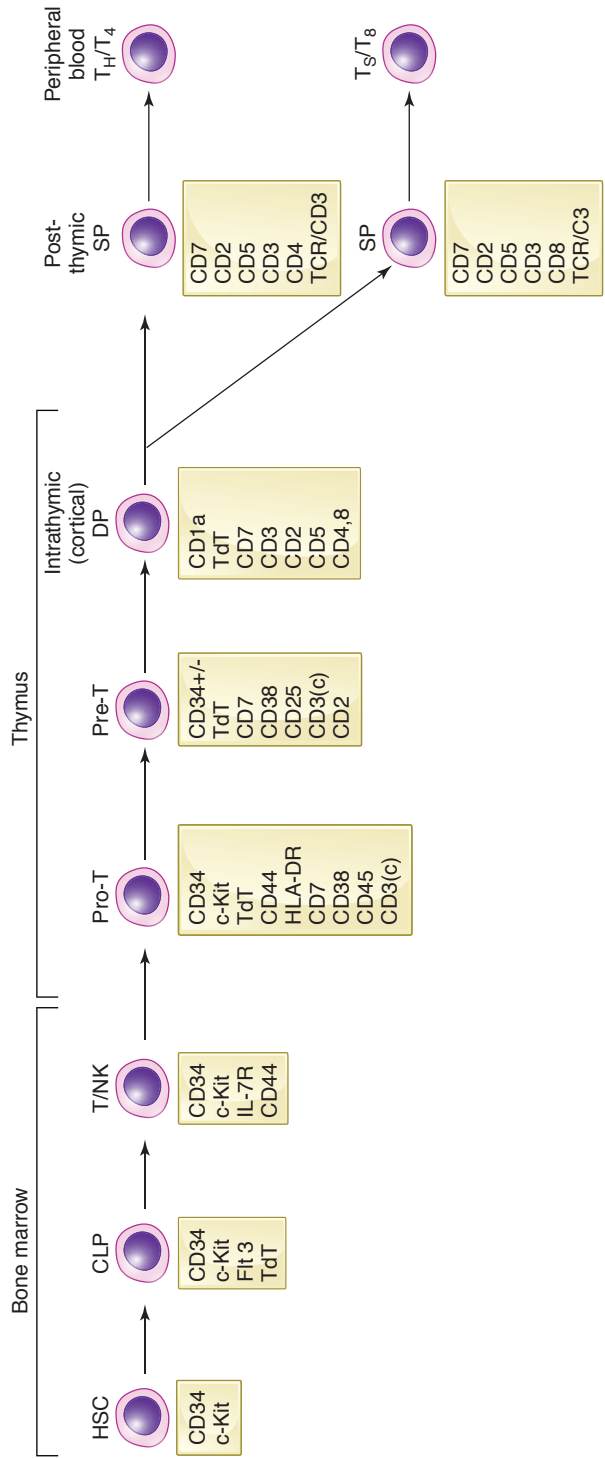 Bone marrow
Thymus
HSC
CD34
c-Kit
CLP
CD34
c-Kit
Flt 3
TdT
T/NK
CD34
c-Kit
IL-7R
CD44
Pro-T
CD34
c-Kit
TdT
CD44
HLA-DR
CD7
CD38
CD45
CD3(c)
Pre-T
CD34+/-
TdT
CD7
CD38
CD25
CD3(c)
CD2
Intrathymic
(cortical)
DP
CD1a
TdT
CD7
CD3
CD2
CD5
CD4,8
Post-
thymic
SP
CD7
CD2
CD5
CD3
CD4
TCR/CD3
Peripheral
blood
TH/T4
SP
CD7
CD2
CD5
CD3
CD8
TCR/C3
TS/T8